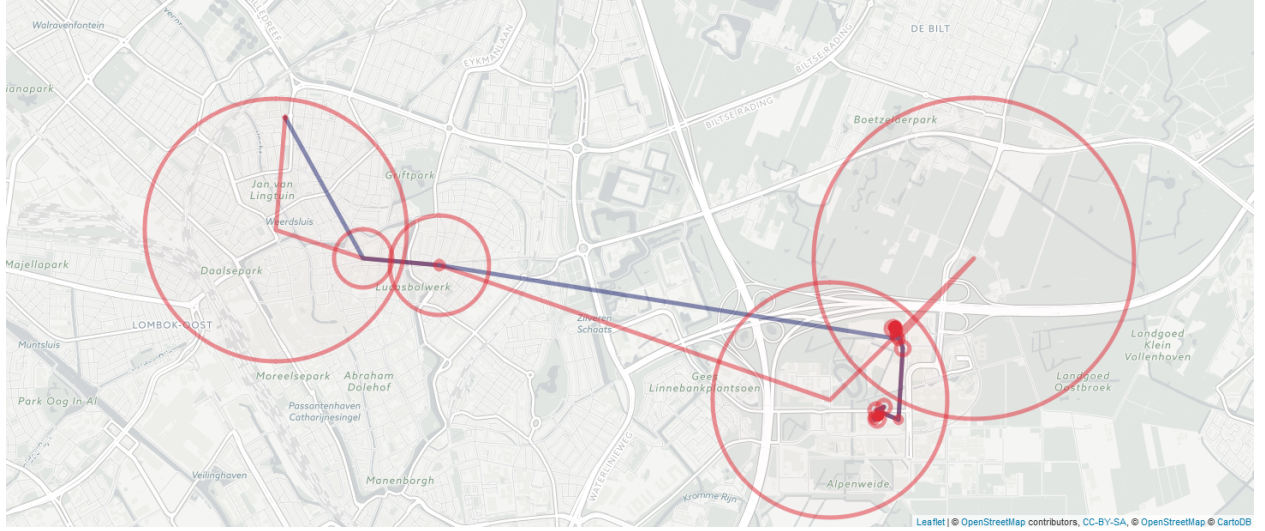 Walravenfontein
DE BILT
EYKMANLAAN
BILTSE RADING
BILTSE RADING
Boetzelderpark
Griftpark
Jan van
Lingtuin
Weerdsluis
Majellapark
Daalsepark
Lucasbolwerk
LOMBOK-OOST
Zilveren
Schaats
Muntsluis
Landgoed
Klein
Vollenhoven
Moreelsepark
Abraham
Dolehof
Gees
Linnebankplantsoen
Landgoed
Oostbroek
Park Oog In Al
Passantenhaven
Catharijnesingel
Veilinghaven
Manenborgh
WATERLINIEWEG
Alpenweide
Kromme Rijn
Leaflet | © OpenStreetMap contributors, CC-BY-SA, © OpenStreetMap © CartoDB